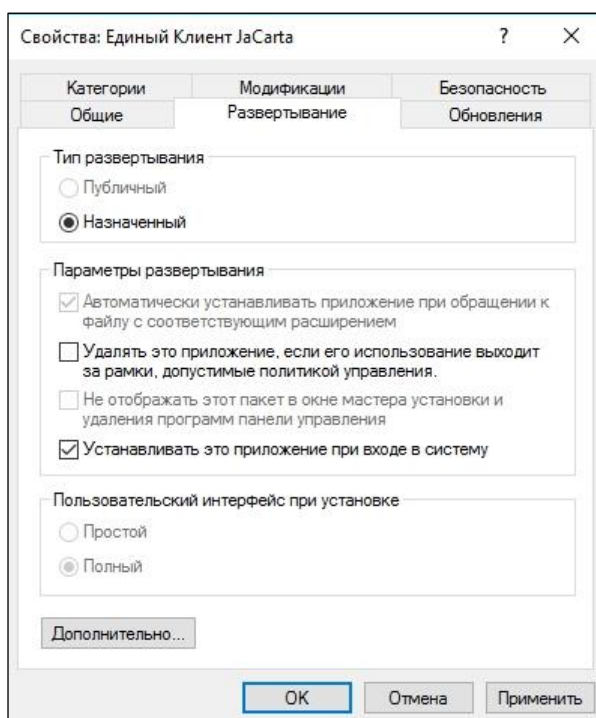 Свойства: Единый Клиент JaCarta
?
Категории
Модификации
Безопасность
Общие
Развертывание
Обновления
Тип развертывания
Публичный
Назначенный
Параметры развертывания
Автоматически устанавливать приложение при обращении к
файлу с соответствующим расширением
Удалять это приложение, если его использование выходит
за рамки, допустимые политикой управления.
Не отображать этот пакет в окне мастера установки и
удаления программ панели управления
Устанавливать это приложение при входе в систему
Пользовательский интерфейс при установке
Простой
Полный
Дополнительно...
OK
Отмена
Применить